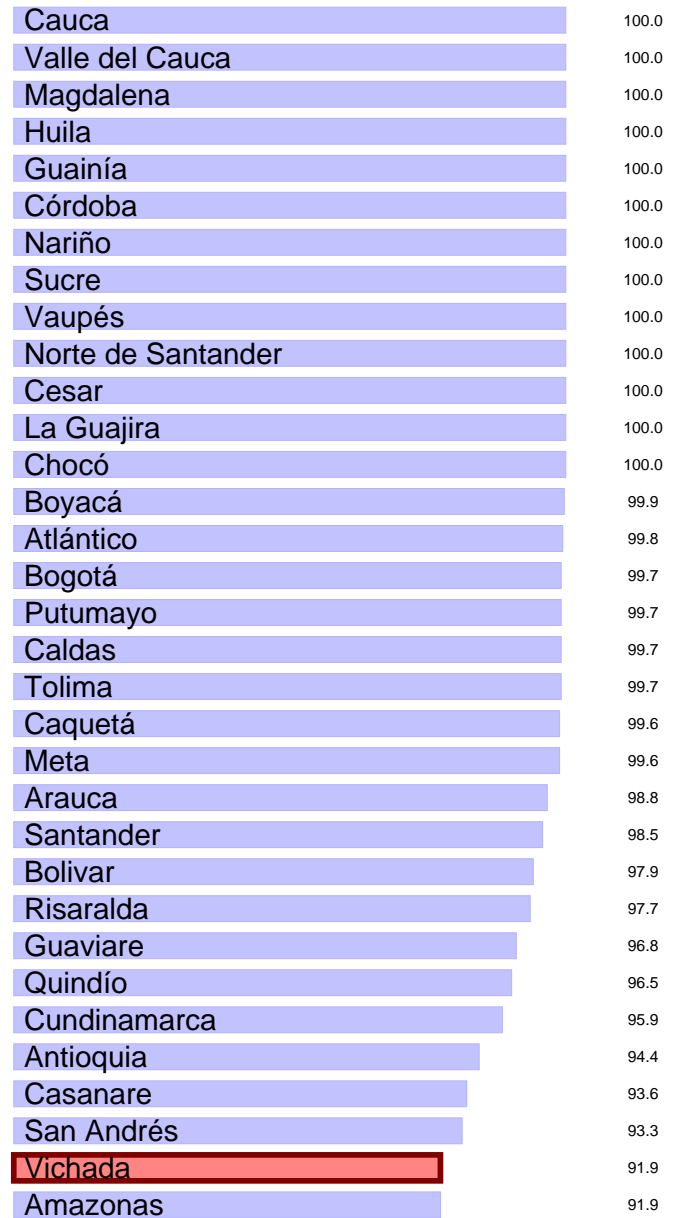 Cauca 100.0
Valle del Cauca 100.0
Magdalena 100.0
Huila 100.0
Guainía 100.0
Córdoba 100.0
Nariño 100.0
Sucre 100.0
Vaupés 100.0
Norte de Santander 100.0
Cesar 100.0
La Guajira 100.0
Chocó 100.0
Boyacá 99.9
Atlántico 99.8
Bogotá 99.7
Putumayo 99.7
Caldas 99.7
Tolima 99.7
Caquetá 99.6
Meta 99.6
Arauca 98.8
Santander 98.5
Bolivar 97.9
Risaralda 97.7
Guaviare 96.8
Quindío 96.5
Cundinamarca 95.9
Antioquia 94.4
Casanare 93.6
San Andrés 93.3
Vichada 91.9
Amazonas 91.9